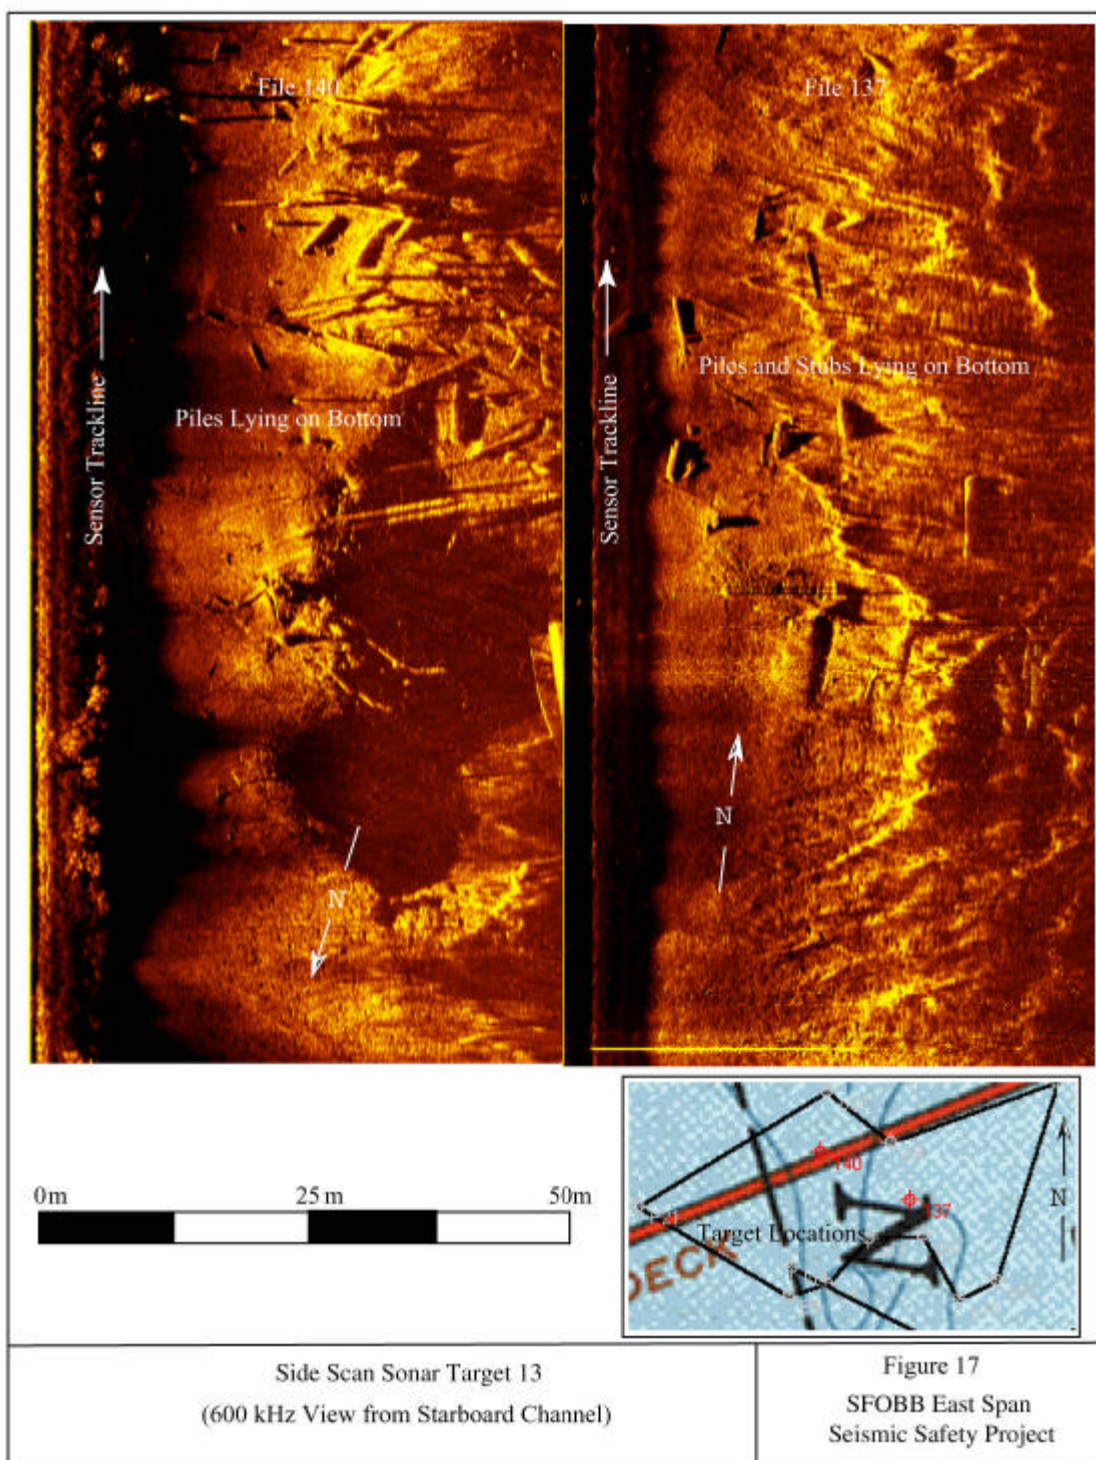 File 140
File 137
Sensor Trackline
Piles Lying on Bottom
N
Sensor Trackline
Piles and Stubs Lying on Bottom
N
0m 25 m 50m
140
137
Target Locations
N
DECK
N
Side Scan Sonar Target 13
(600 kHz View from Starboard Channel)
Figure 17
SFOBB East Span
Seismic Safety Project